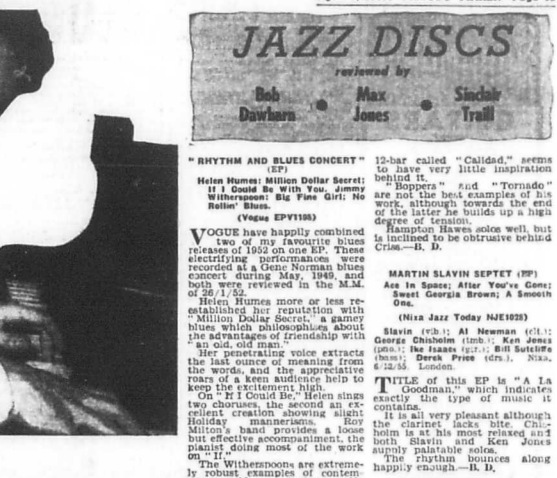 JAZZ DISCS
reviewed by
Bob
Dawbarn
Max
Jones
Sinclair
Traill
"RHYTHM AND BLUES CONCERT"
(EP)
Helen Humes: Million Dollar Secret;
If I Could Be With You. Jimmy
Witherspoon: Big Fine Girl; No
Rollin' Blues.
(Vogue EPV1198)
VOGUE have happily combined
two of my favourite blues
releases of 1952 on one EP. These
electrifying performances were
recorded at a Gene Norman blues
concert during May, 1949, and
both were reviewed in the M.M.
of 26/1/52.
Helen Humes more or less re-
established her reputation with
"Million Dollar Secret," a gamey
blues which philosophises about
the advantages of friendship with
"an old, old man."
Her penetrating voice extracts
the last ounce of meaning from
the words, and the appreciative
roars of a keen audience help to
keep the excitement high.
On "If I Could Be," Helen sings
two choruses, the second an ex-
cellent creation showing slight
Holiday mannerisms. Roy
Milton's band provides a loose
but effective accompaniment, the
pianist doing most of the work
on "If."
The Witherspoons are extreme-
ly robust examples of contem-
12-bar called "Calidad," seems
to have very little inspiration
behind it.
"Boppers" and "Tornado"
are not the best examples of his
work, although towards the end
of the latter he builds up a high
degree of tension.
Hampton Hawes solos well, but
is inclined to be obtrusive behind
Criss.—B. D.
MARTIN SLAVIN SEPTET (EP)
Ace In Space; After You've Gone;
Sweet Georgia Brown; A Smooth
One.
(Nixa Jazz Today NJE1028)
Slavin (vib.); Al Newman (clt.);
George Chisholm (tmb.); Ken Jones
(pno.); Ike Isaacs (gtr.); Bill Sutcliffe
(bass); Derek Price (drs.). Nixa.
6/12/55. London.
TITLE of this EP is "A La
Goodman," which indicates
exactly the type of music it
contains.
It is all very pleasant although
the clarinet lacks bite. Chis-
holm is at his most relaxed and
both Slavin and Ken Jones
supply palatable solos.
The rhythm bounces along
happily enough.—B. D.